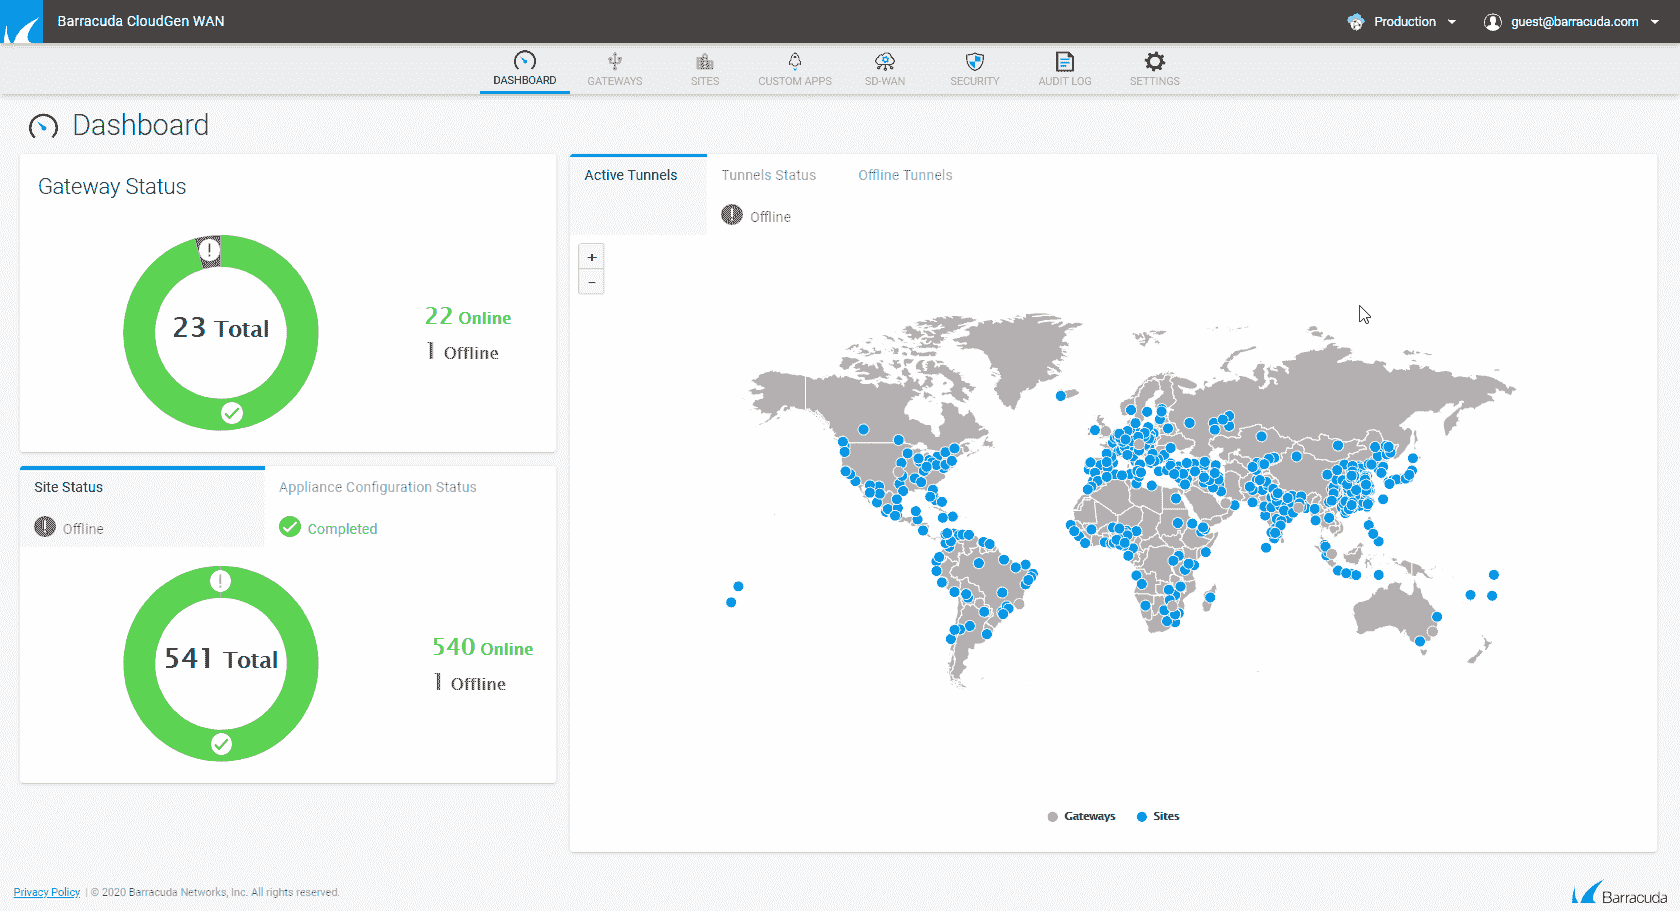 Barracuda CloudGen WAN
Production
guest@barracuda.com
DASHBOARD
GATEWAYS
SITES
CUSTOM APPS
SD-WAN
SECURITY
AUDIT LOG
SETTINGS
Dashboard
Gateway Status
23 Total
22 Online
1 Offline
Site Status
Offline
Appliance Configuration Status
Completed
541 Total
540 Online
1 Offline
Active Tunnels
Tunnels Status
Offline
Offline Tunnels
+
−
Gateways
Sites
Privacy Policy | © 2020 Barracuda Networks, Inc. All rights reserved.
Barracuda